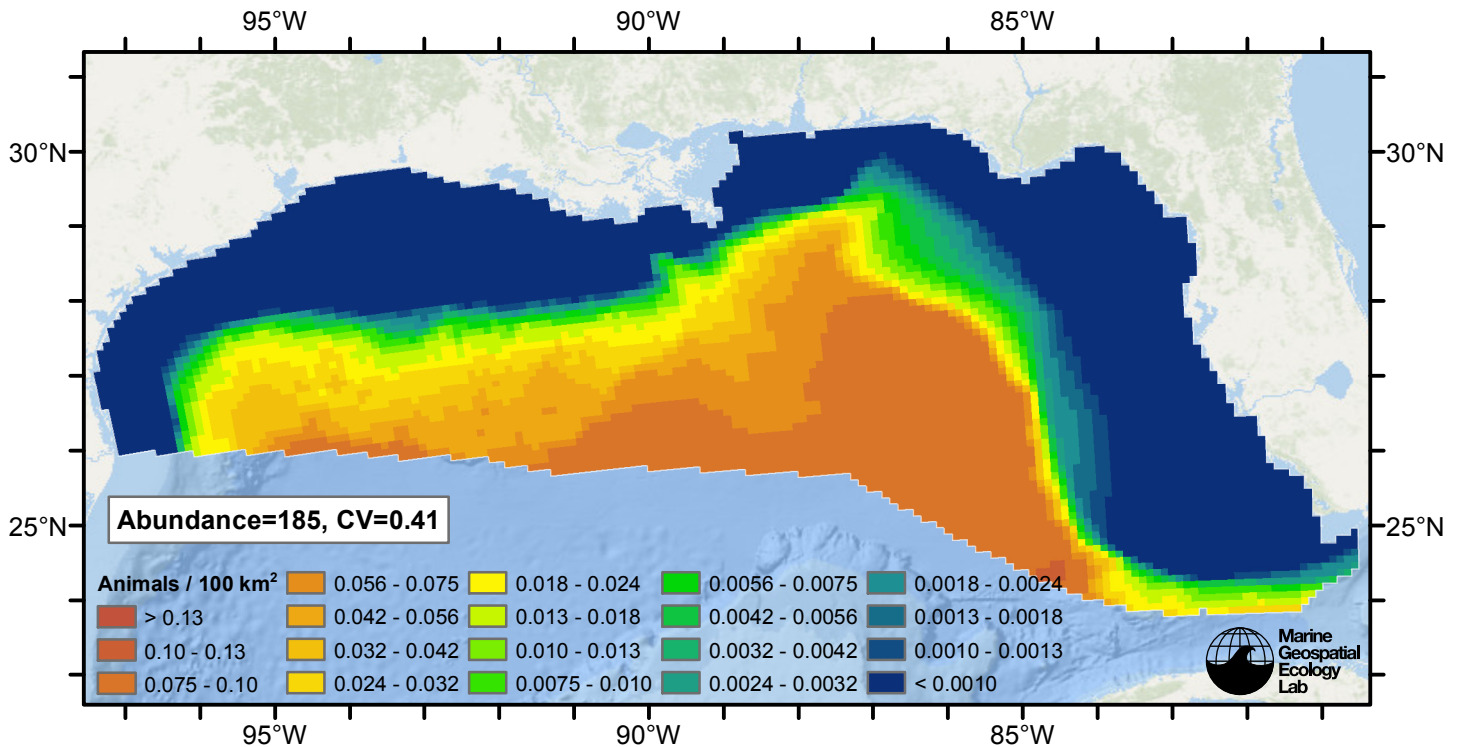 95°W 90°W 85°W
30°N 30°N
25°N 25°N
Abundance=185, CV=0.41
Animals / 100 km²
> 0.13
0.10 - 0.13
0.075 - 0.10
0.056 - 0.075
0.042 - 0.056
0.032 - 0.042
0.024 - 0.032
0.018 - 0.024
0.013 - 0.018
0.010 - 0.013
0.0075 - 0.010
0.0056 - 0.0075
0.0042 - 0.0056
0.0032 - 0.0042
0.0024 - 0.0032
0.0018 - 0.0024
0.0013 - 0.0018
0.0010 - 0.0013
< 0.0010
Marine
Geospatial
Ecology
Lab
95°W 90°W 85°W